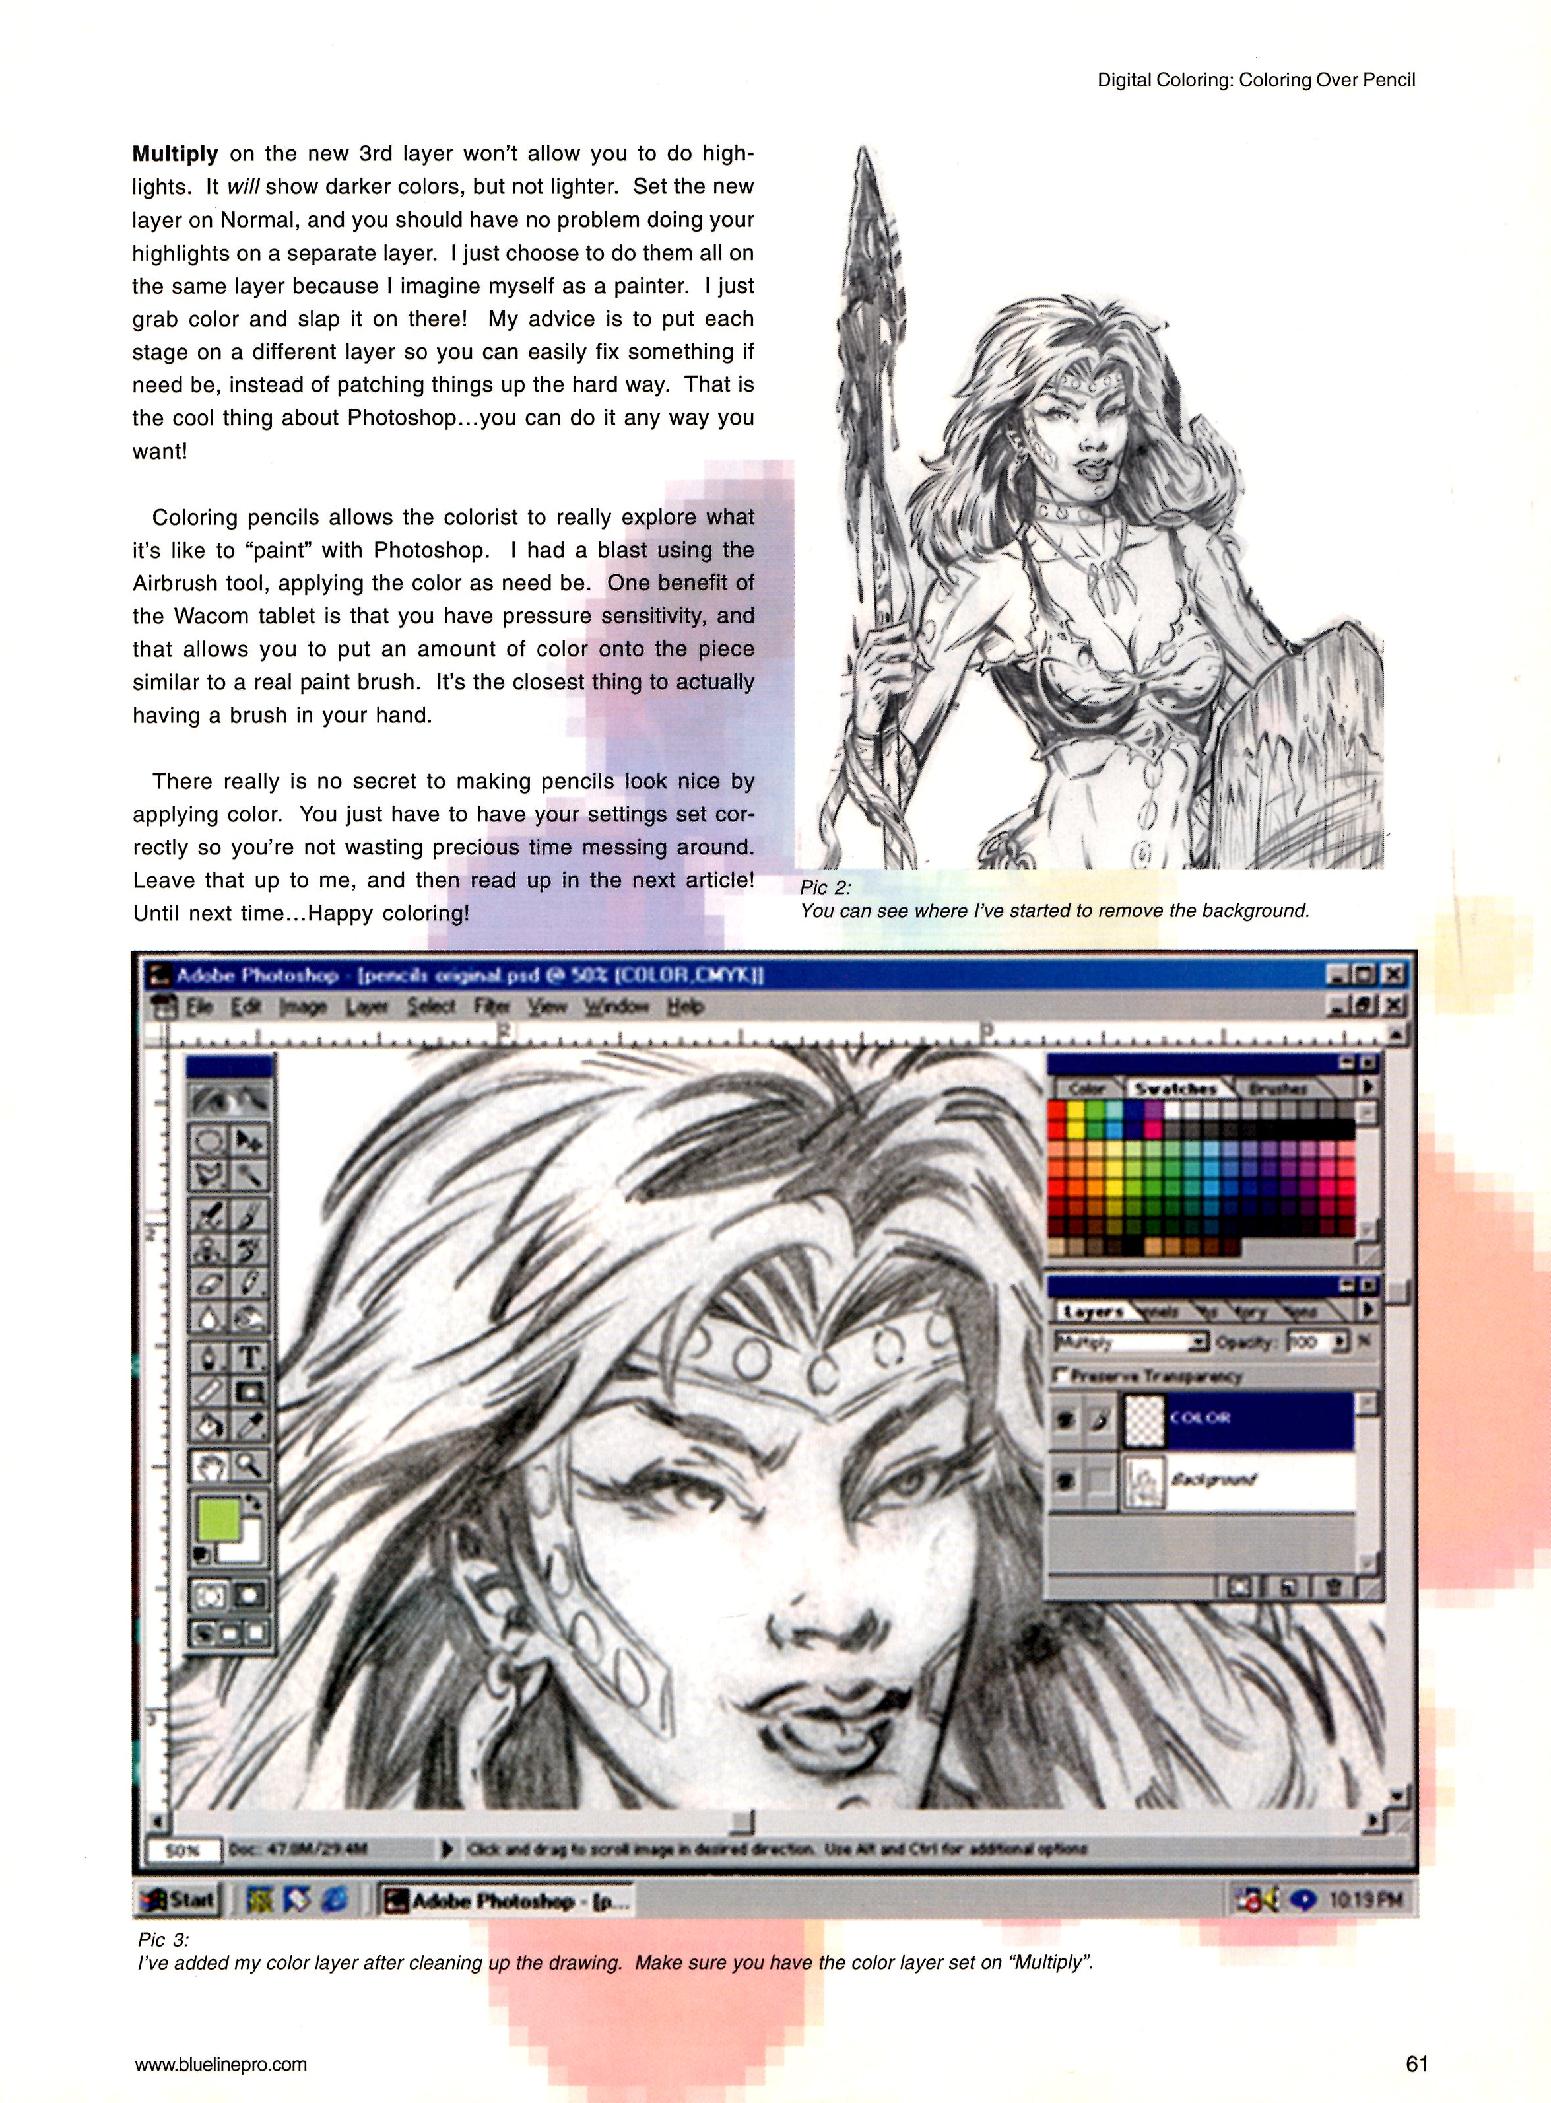 Digital Coloring: Coloring Over Pencil
Multiply on the new 3rd layer won't allow you to do high-
lights.  It will show darker colors, but not lighter.  Set the new
layer on Normal, and you should have no problem doing your
highlights on a separate layer.  I just choose to do them all on
the same layer because I imagine myself as a painter.  I just
grab color and slap it on there!  My advice is to put each
stage on a different layer so you can easily fix something if
need be, instead of patching things up the hard way.  That is
the cool thing about Photoshop...you can do it any way you
want!
Coloring pencils allows the colorist to really explore what
it's like to “paint” with Photoshop.  I had a blast using the
Airbrush tool, applying the color as need be.  One benefit of
the Wacom tablet is that you have pressure sensitivity, and
that allows you to put an amount of color onto the piece
similar to a real paint brush.  It's the closest thing to actually
having a brush in your hand.
There really is no secret to making pencils look nice by
applying color.  You just have to have your settings set cor-
rectly so you're not wasting precious time messing around.
Leave that up to me, and then read up in the next article!
Until next time...Happy coloring!
Pic 2:
You can see where I've started to remove the background.
Adobe Photoshop - [pencils original.psd @ 50% (COLOR,CMYK)]
File Edit Image Layer Select Filter View Window Help
Color Swatches Brushes
Layers
Multiply Opacity: 100 %
Preserve Transparency
COLOR
Background
T
50% Doc: 47.0M/29.4M Click and drag to scroll image in desired direction. Use Alt and Ctrl for additional options
Start Adobe Photoshop - [p... 10:19 PM
Pic 3:
I've added my color layer after cleaning up the drawing.  Make sure you have the color layer set on “Multiply”.
www.bluelinepro.com
61